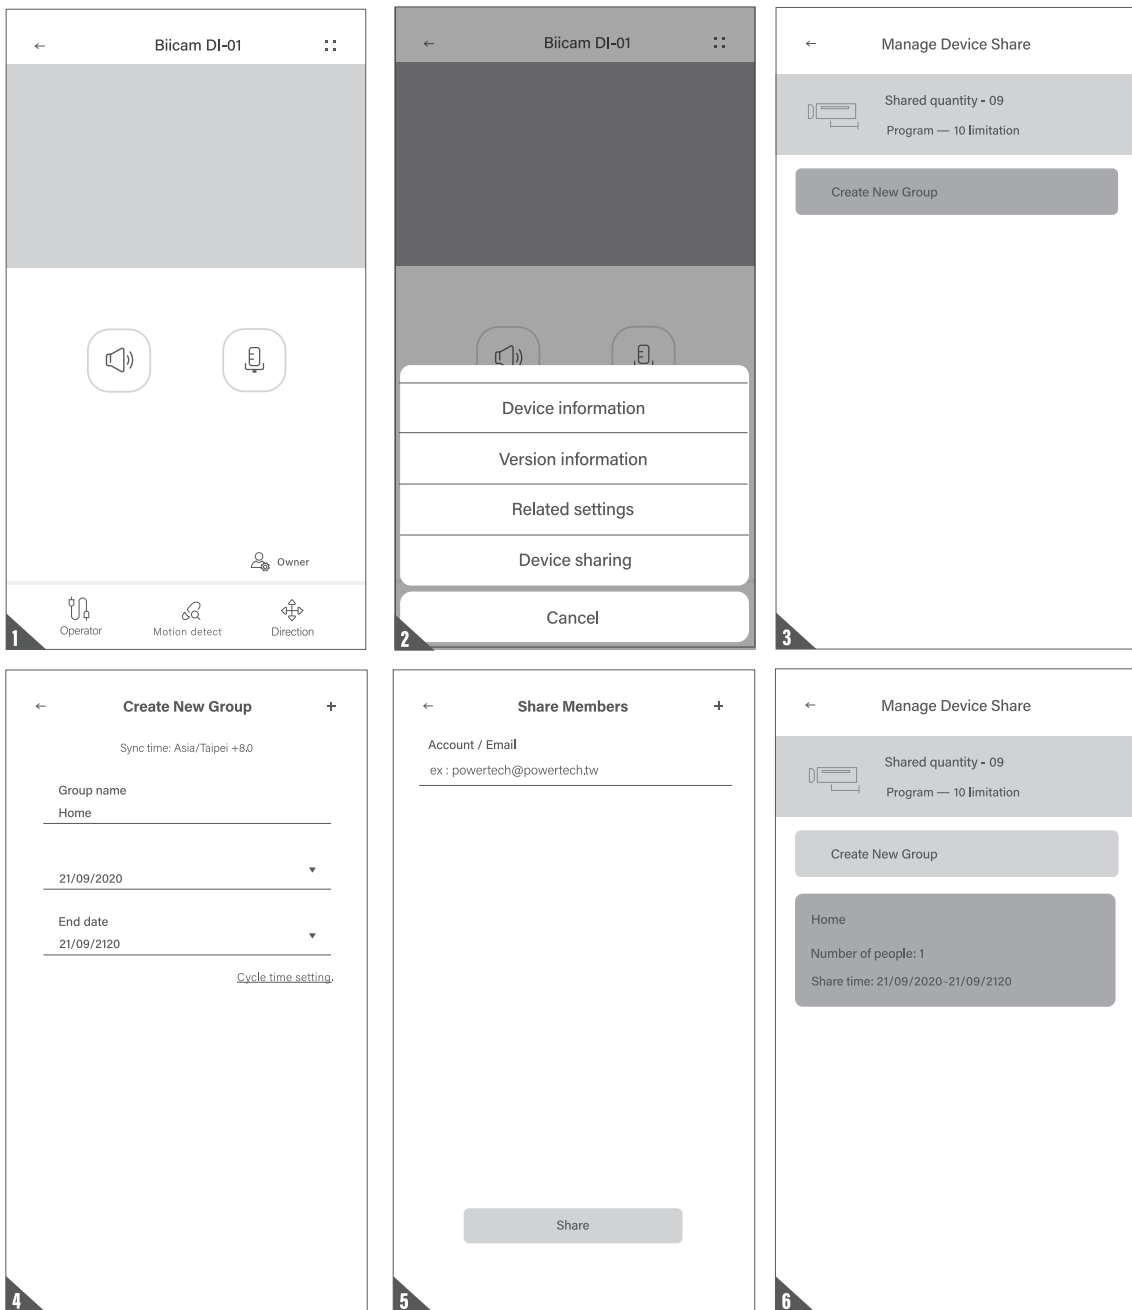 Biicam DI-01
Owner
Operator
Motion detect
Direction
1
Biicam DI-01
Device information
Version information
Related settings
Device sharing
Cancel
2
Manage Device Share
Shared quantity - 09
Program — 10 limitation
Create New Group
3
Create New Group
Sync time: Asia/Taipei +8.0
Group name
Home
21/09/2020
End date
21/09/2120
Cycle time setting.
4
Share Members
Account / Email
ex : powertech@powertech.tw
Share
5
Manage Device Share
Shared quantity - 09
Program — 10 limitation
Create New Group
Home
Number of people: 1
Share time: 21/09/2020~21/09/2120
6